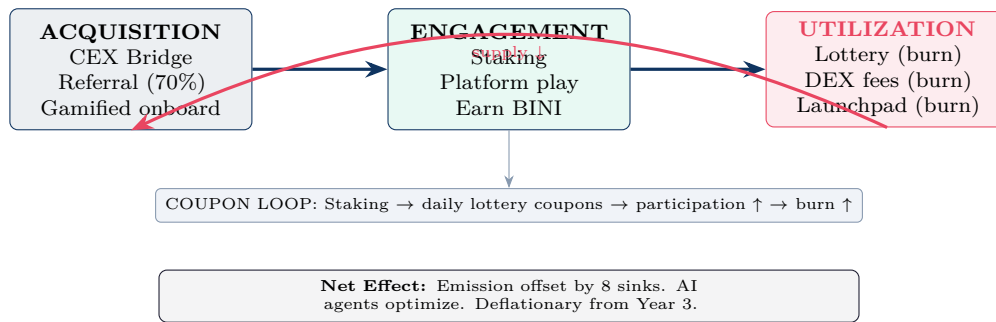 ACQUISITION
CEX Bridge
Referral (70%)
Gamified onboard
ENGAGEMENT
supply ↓
Staking
Platform play
Earn BINI
UTILIZATION
Lottery (burn)
DEX fees (burn)
Launchpad (burn)
COUPON LOOP: Staking → daily lottery coupons → participation ↑ → burn ↑
Net Effect: Emission offset by 8 sinks. AI
agents optimize. Deflationary from Year 3.